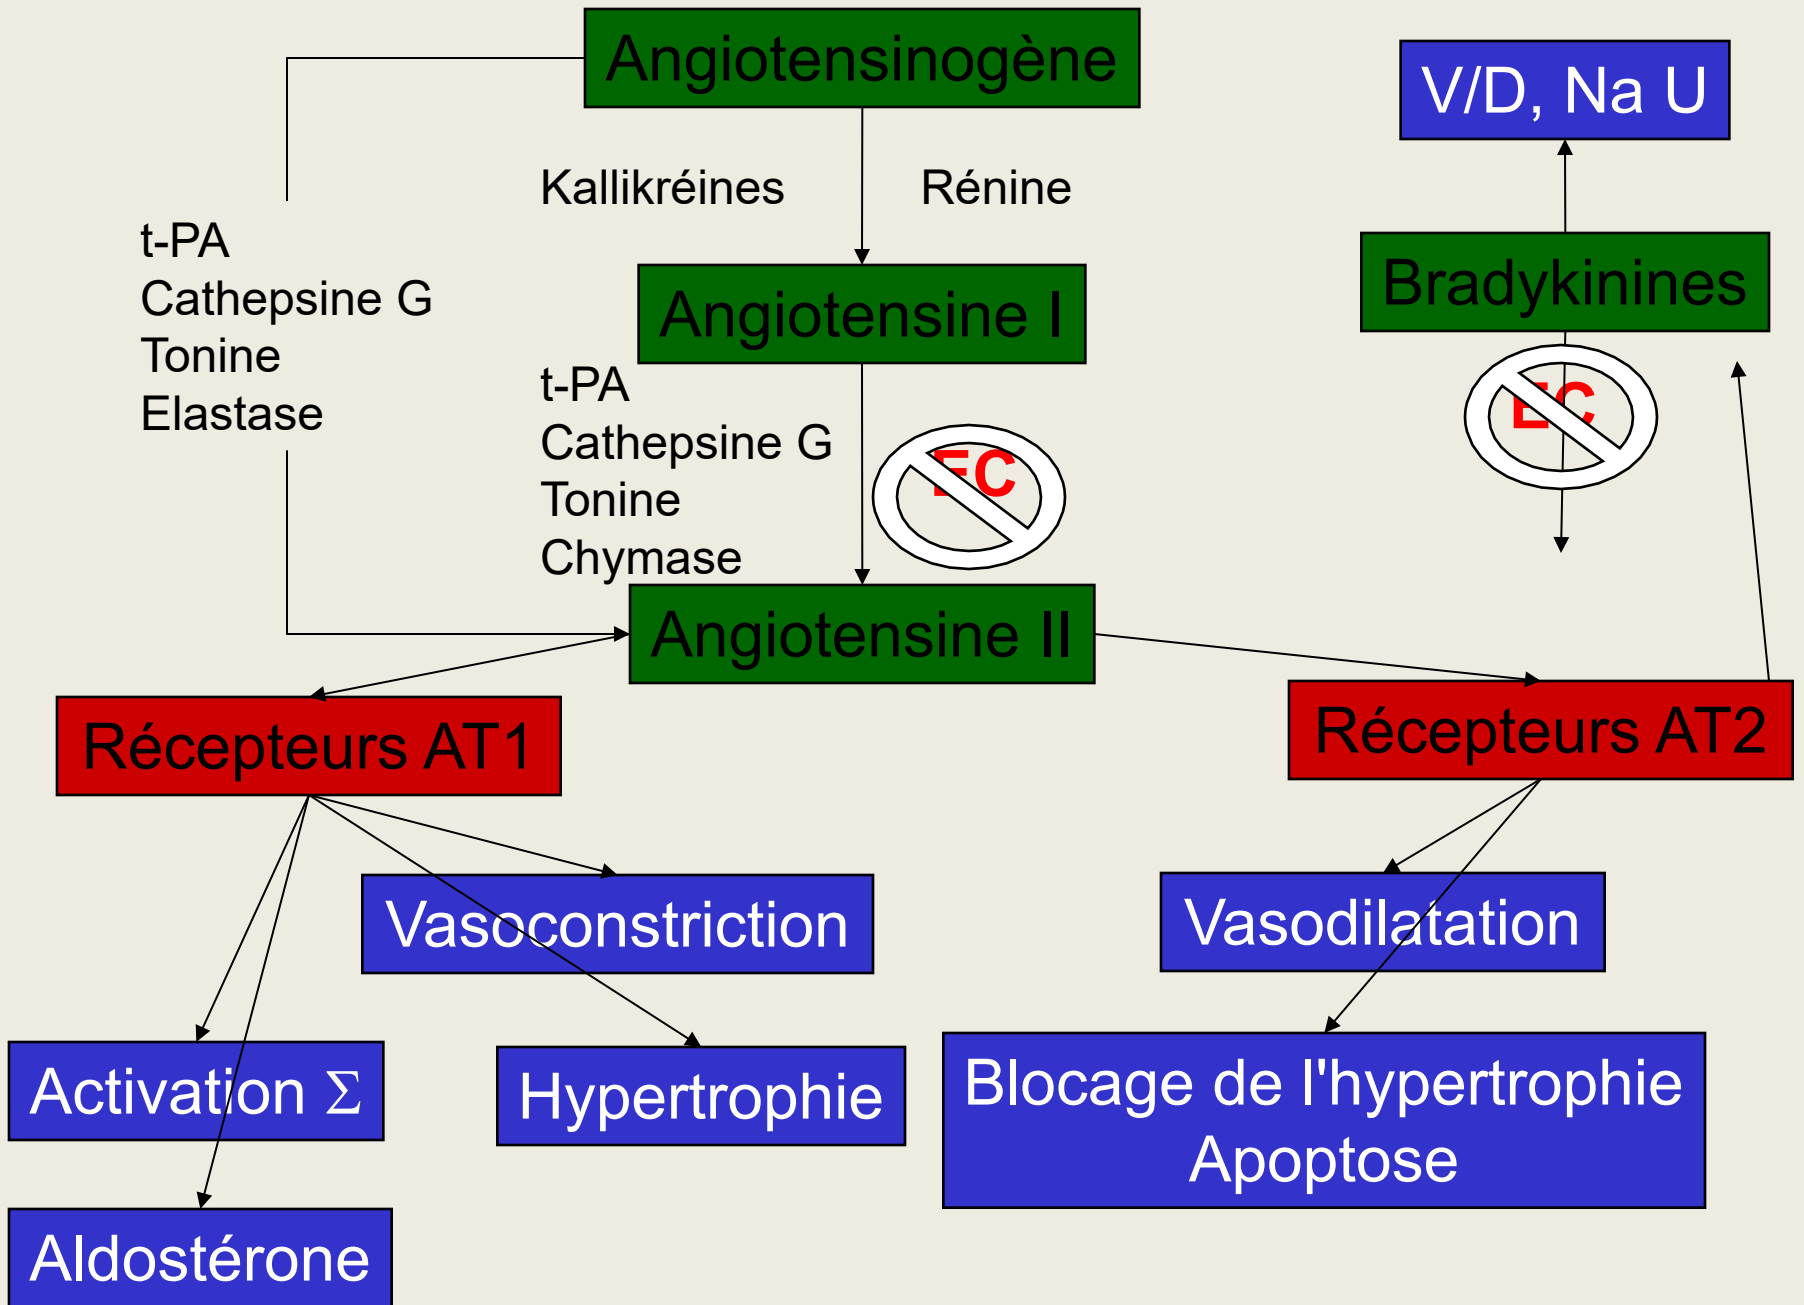 Angiotensinogène
V/D, Na U
Kallikréines
Rénine
t-PA
Cathepsine G
Tonine
Elastase
Angiotensine I
Bradykinines
EC
t-PA
Cathepsine G
Tonine
Chymase
EC
Angiotensine II
Récepteurs AT1
Récepteurs AT2
Vasoconstriction
Vasodilatation
Activation Σ
Hypertrophie
Blocage de l'hypertrophie
Apoptose
Aldostérone